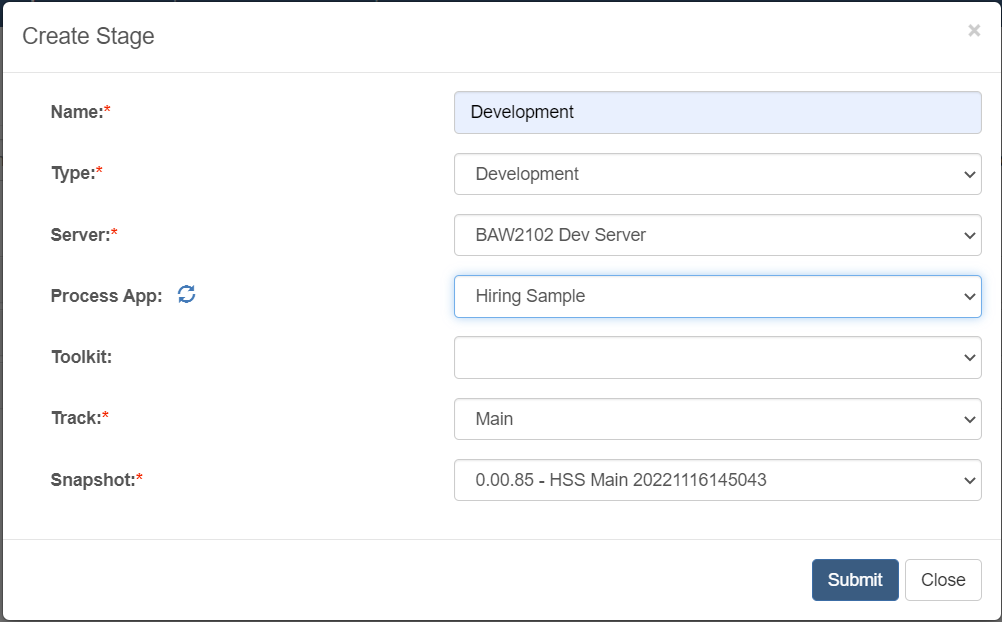 Create Stage ×
Name:* Development
Type:* Development
Server:* BAW2102 Dev Server
Process App: Hiring Sample
Toolkit:
Track:* Main
Snapshot:* 0.00.85 - HSS Main 20221116145043
Submit Close